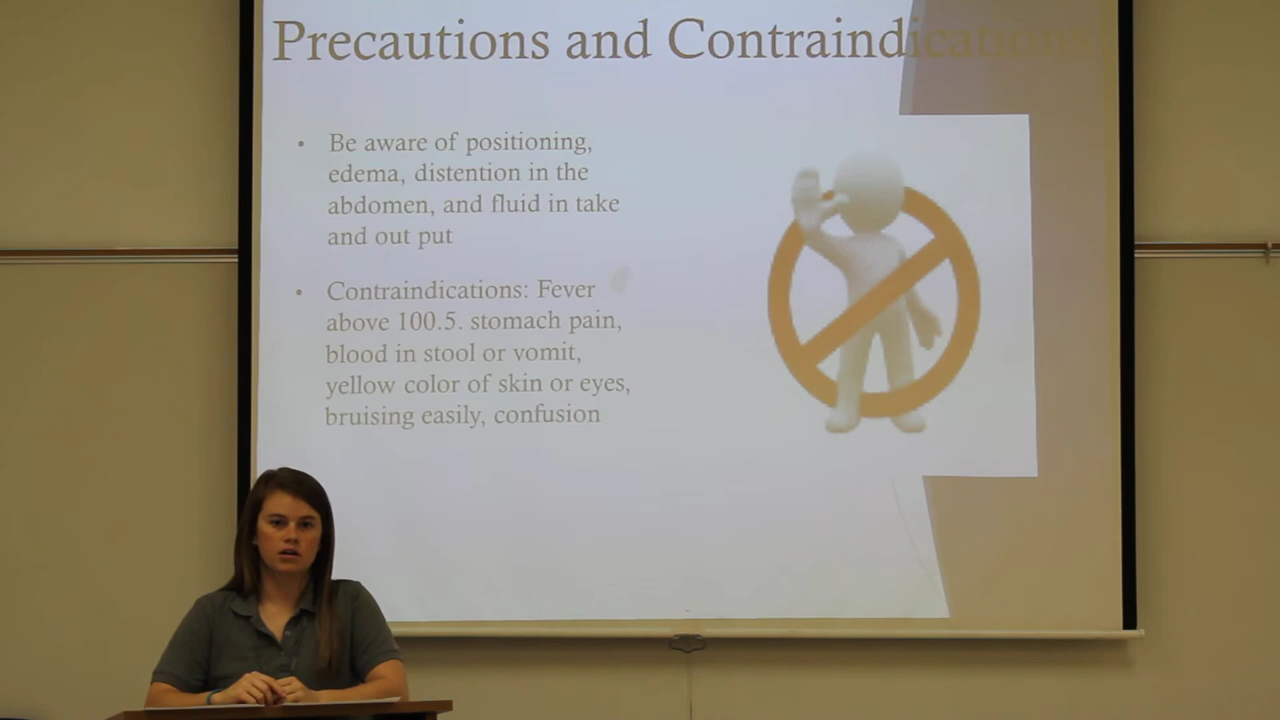 Precautions and Contraindications
• Be aware of positioning,
edema, distention in the
abdomen, and fluid in take
and out put
• Contraindications: Fever
above 100.5. stomach pain,
blood in stool or vomit,
yellow color of skin or eyes,
bruising easily, confusion